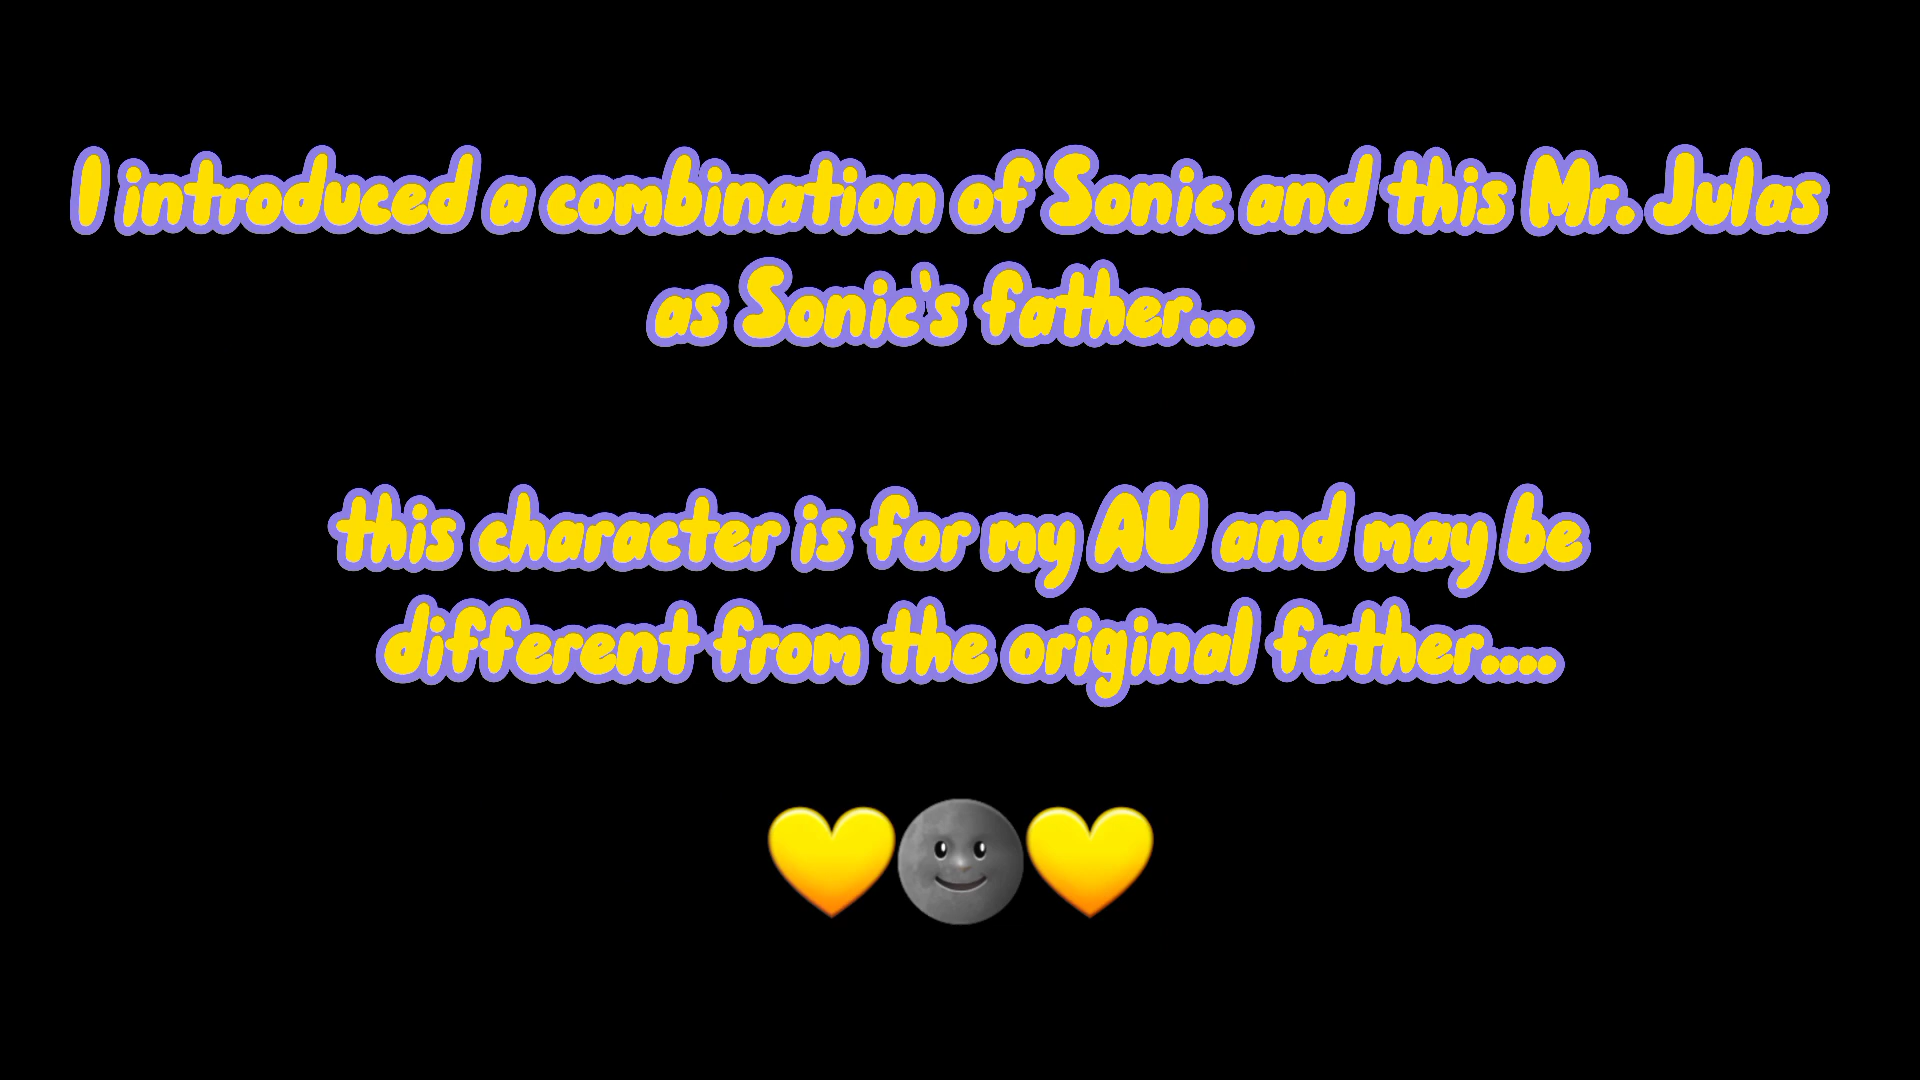 I introduced a combination of Sonic and this Mr. Julas
as Sonic's father...
this character is for my AU and may be
different from the original father....
💛🌚💛